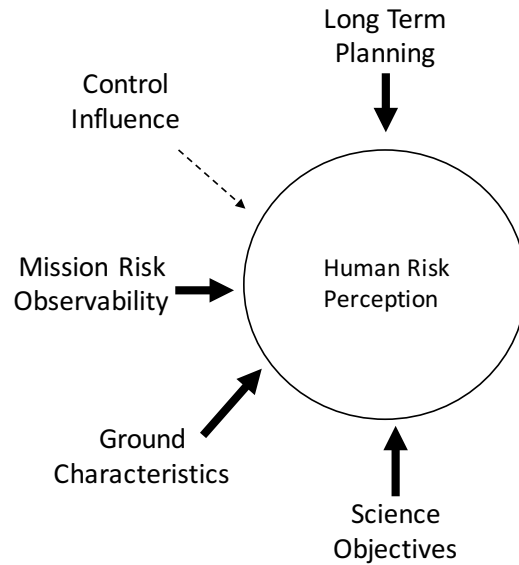 Long Term
Planning
Control
Influence
Mission Risk
Observability
Human Risk
Perception
Ground
Characteristics
Science
Objectives